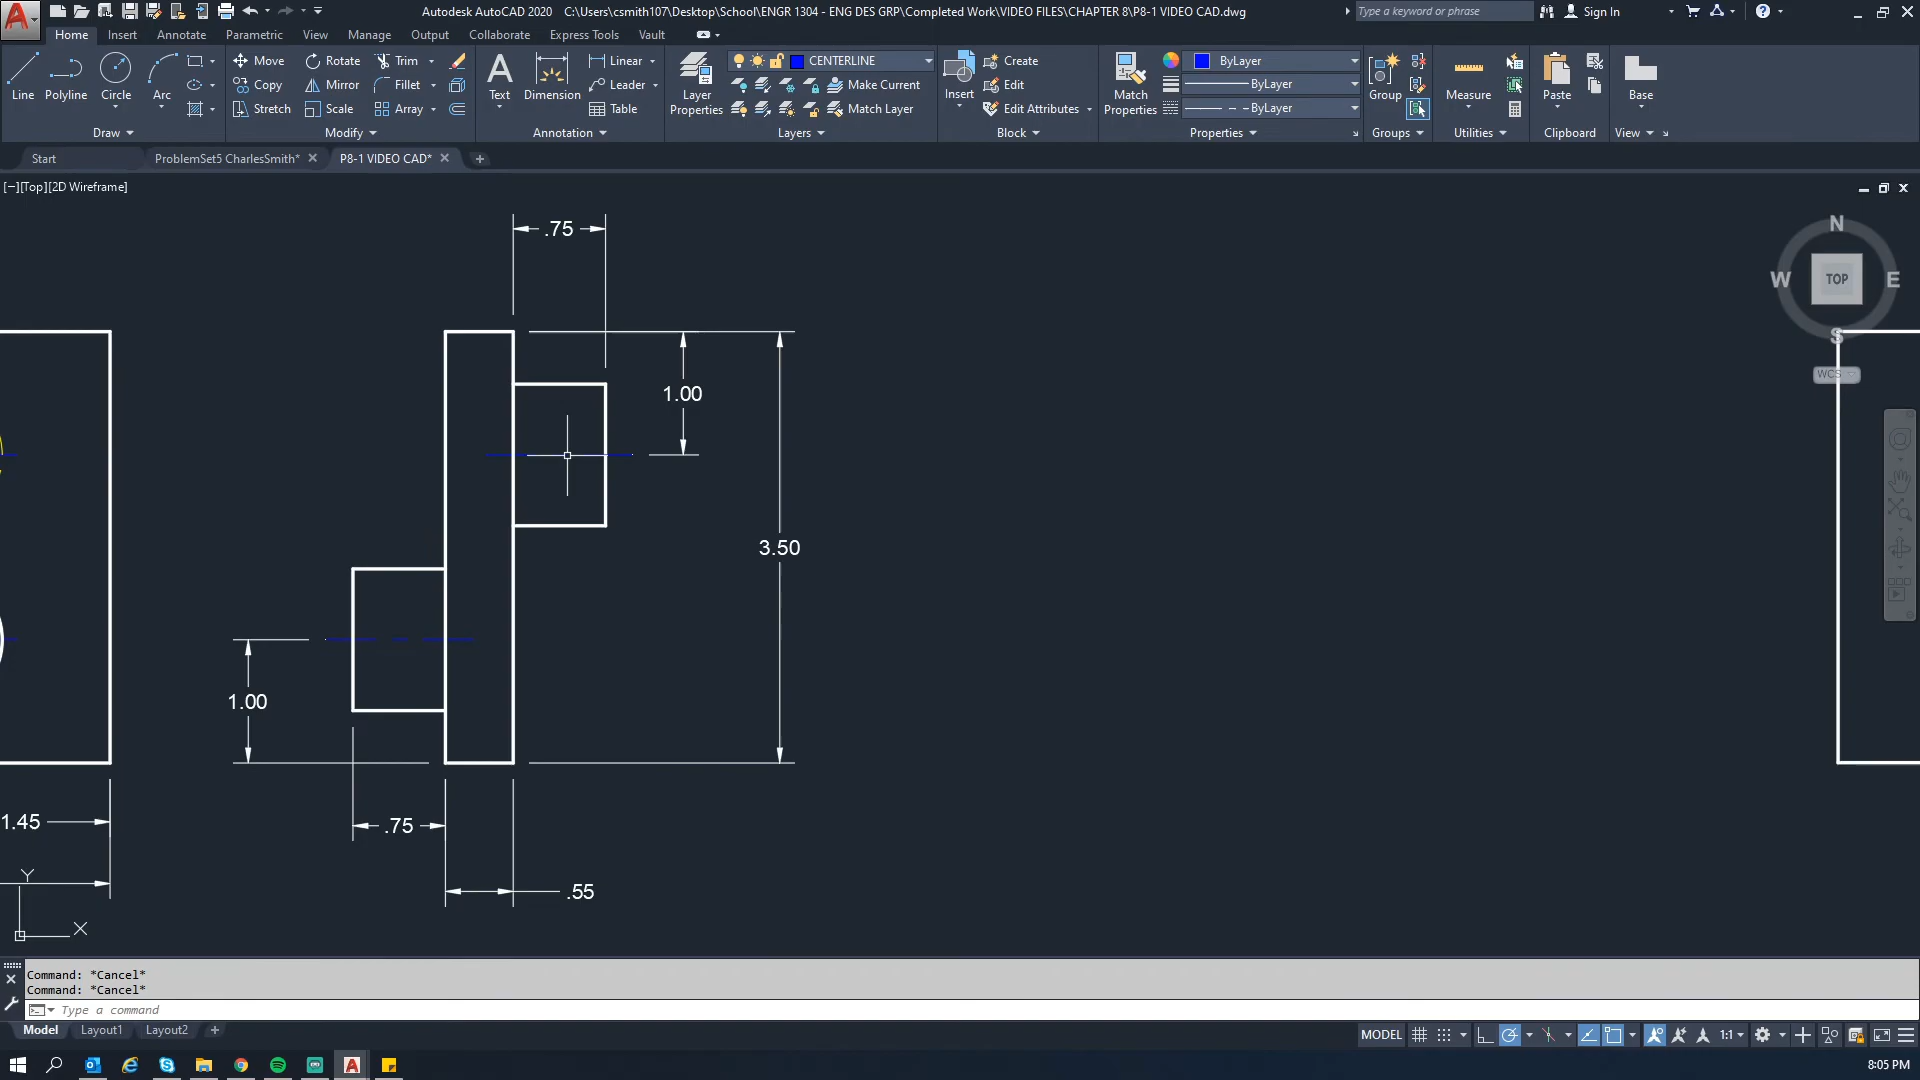 Autodesk AutoCAD 2020 C:\Users\csmith107\Desktop\School\ENGR 1304 - ENG DES GRP\Completed Work\VIDEO FILES\CHAPTER 8\P8-1 VIDEO CAD.dwg
Type a keyword or phrase
Sign In
Home Insert Annotate Parametric View Manage Output Collaborate Express Tools Vault
Line Polyline Circle Arc
Draw
Move Rotate Trim
Copy Mirror Fillet
Stretch Scale Array
Modify
Text Dimension
Linear
Leader
Table
Annotation
Layer Properties
CENTERLINE
Make Current
Match Layer
Layers
Insert
Create
Edit
Edit Attributes
Block
Match Properties
ByLayer
ByLayer
ByLayer
Properties
Group
Groups
Measure
Utilities
Paste
Clipboard
Base
View
Start ProblemSet5 CharlesSmith* P8-1 VIDEO CAD*
[−][Top][2D Wireframe]
N
W TOP E
S
WCS
.75
1.00
3.50
1.00
1.45
.75
.55
Y
X
Command: *Cancel*
Command: *Cancel*
Type a command
Model Layout1 Layout2
MODEL
1:1
8:05 PM